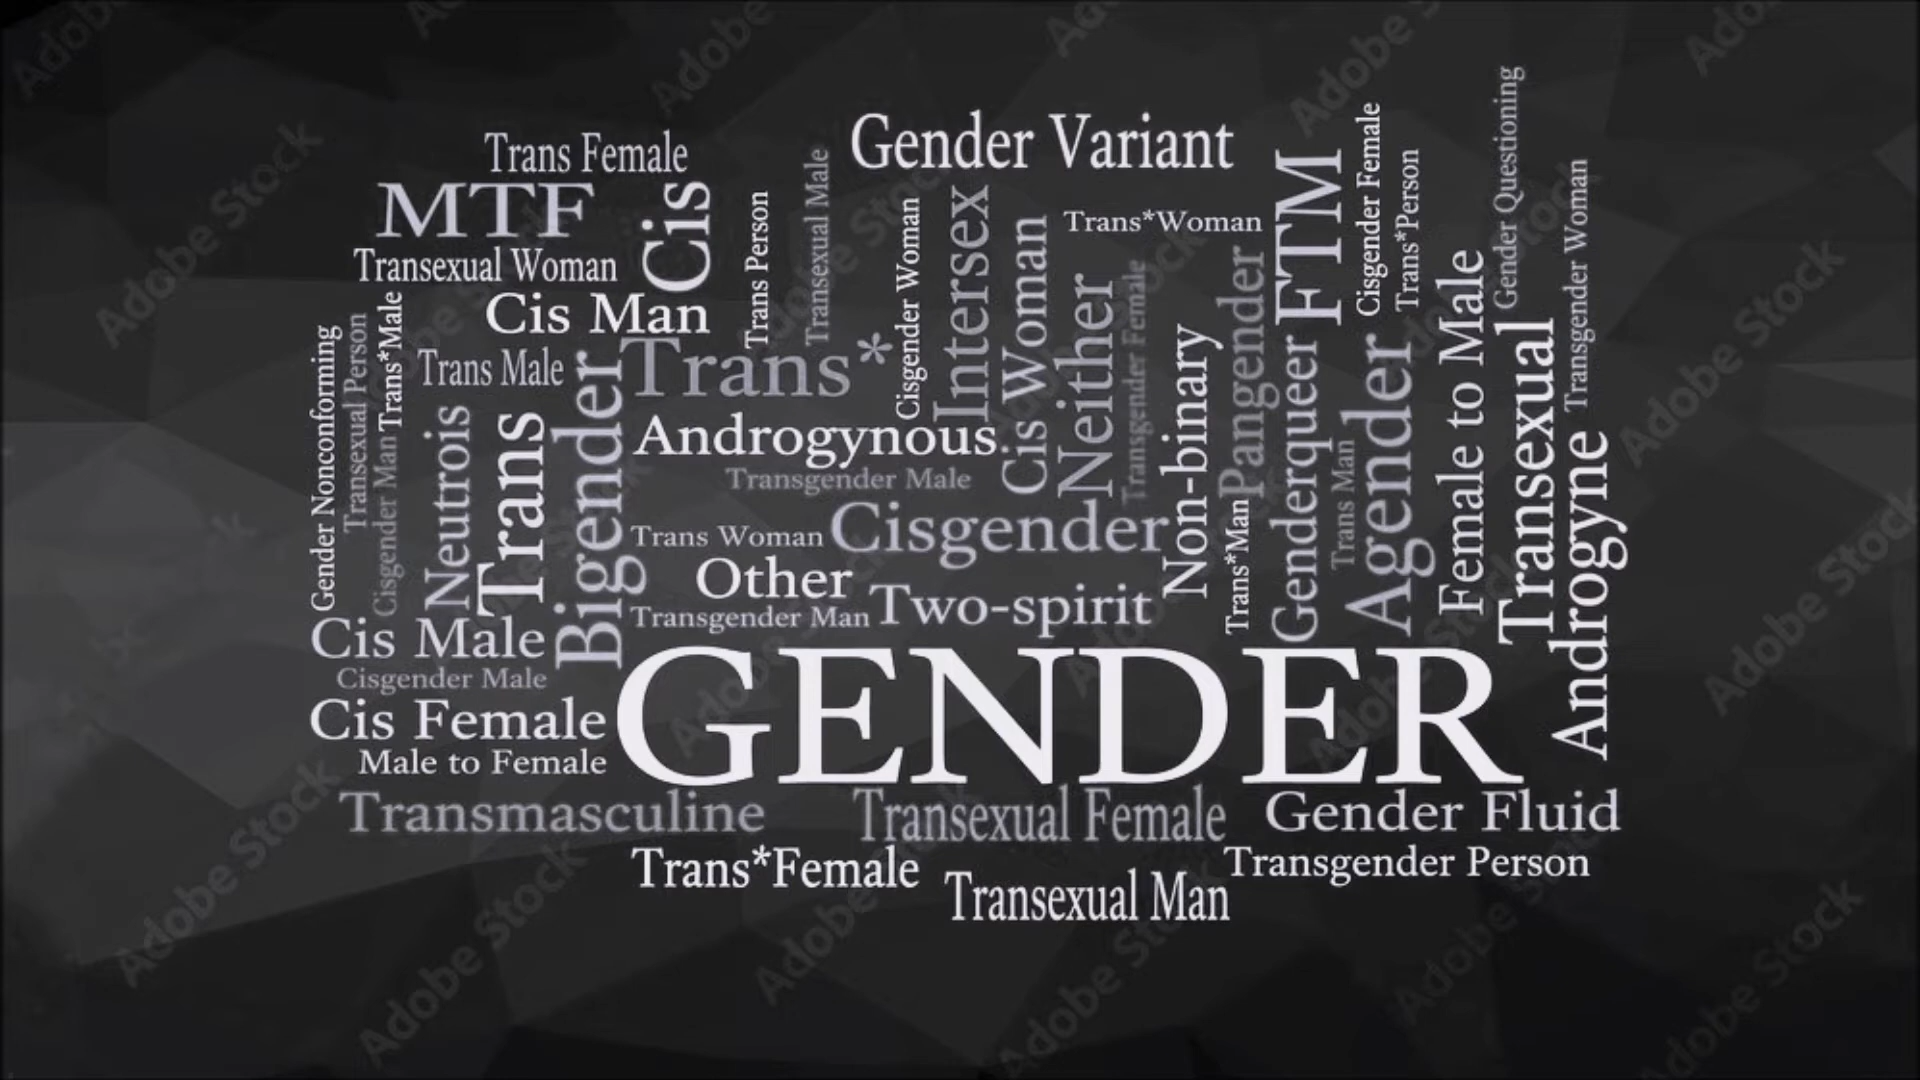 Trans Female
MTF
Transexual Woman
Cis
Cis Man
Trans Person
Transexual Male
Gender Variant
Cisgender Woman
Intersex
Cis Woman
Trans*Woman
Neither
Transgender Female
Non-binary
Pangender
FTM
Cisgender Female
Trans*Person
Gender Questioning
Transgender Woman
Gender Nonconforming
Transexual Person
Trans*Male
Cisgender Man
Trans Male
Neutrois
Trans
Bigender
Trans*
Androgynous
Transgender Male
Trans Woman
Cisgender
Other
Transgender Man
Two-spirit
Trans*Man
Genderqueer
Trans Man
Agender
Female to Male
Transexual
Androgyne
Cis Male
Cisgender Male
Cis Female
Male to Female
GENDER
Transmasculine
Transexual Female
Gender Fluid
Trans*Female
Transexual Man
Transgender Person
Adobe Stock